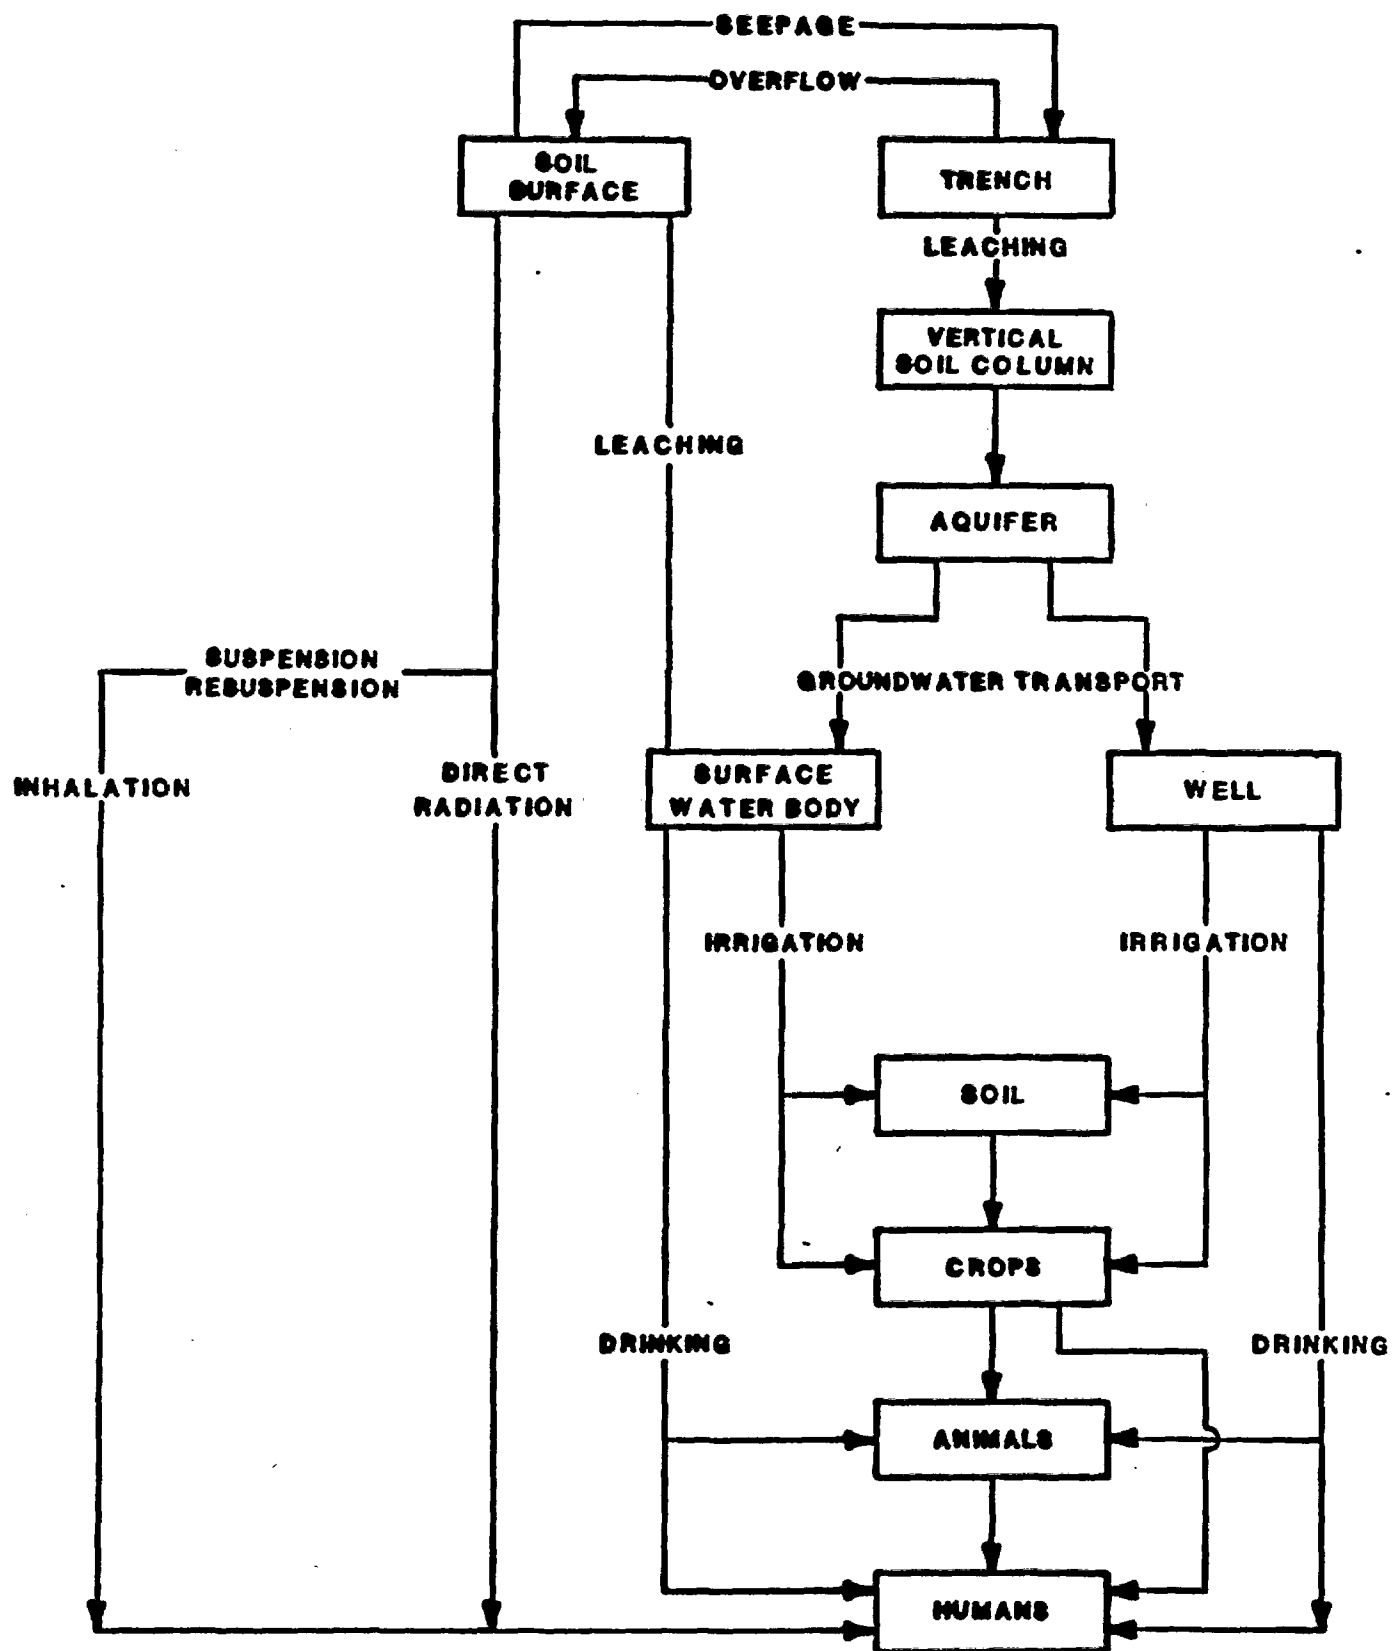 SEEPAGE
OVERFLOW
SOIL
SURFACE
TRENCH
LEACHING
VERTICAL
SOIL COLUMN
LEACHING
AQUIFER
SUSPENSION
RESUSPENSION
GROUNDWATER TRANSPORT
INHALATION
DIRECT
RADIATION
SURFACE
WATER BODY
WELL
IRRIGATION
IRRIGATION
SOIL
CROPS
DRINKING
DRINKING
ANIMALS
HUMANS